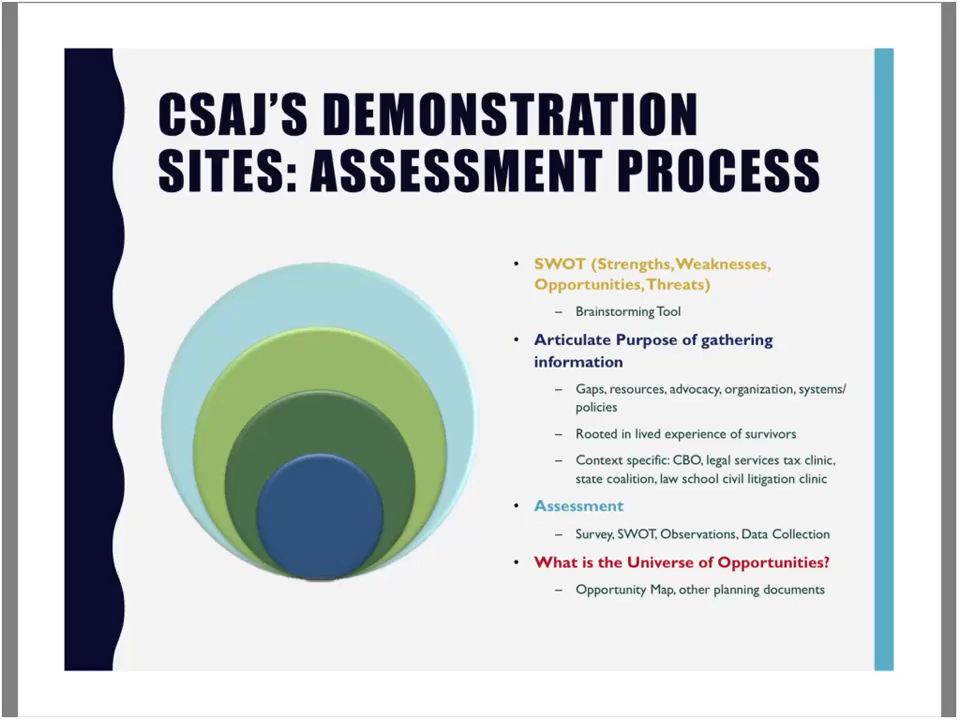 CSAJ'S DEMONSTRATION
SITES: ASSESSMENT PROCESS
• SWOT (Strengths, Weaknesses,
Opportunities, Threats)
– Brainstorming Tool
• Articulate Purpose of gathering
information
– Gaps, resources, advocacy, organization, systems/
policies
– Rooted in lived experience of survivors
– Context specific: CBO, legal services tax clinic,
state coalition, law school civil litigation clinic
• Assessment
– Survey, SWOT, Observations, Data Collection
• What is the Universe of Opportunities?
– Opportunity Map, other planning documents